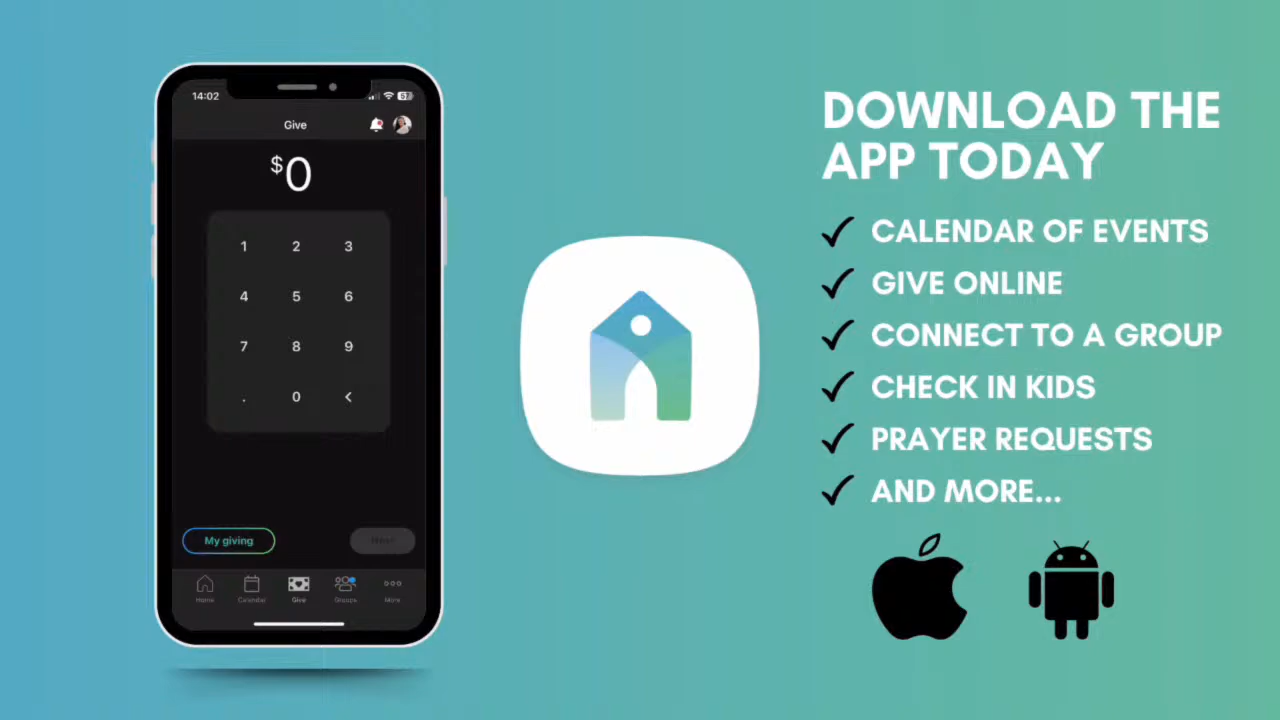 14:02
57
Give
$0
1 2 3
4 5 6
7 8 9
. 0 <
My giving
Next
Home Calendar Give Groups More
DOWNLOAD THE
APP TODAY
CALENDAR OF EVENTS
GIVE ONLINE
CONNECT TO A GROUP
CHECK IN KIDS
PRAYER REQUESTS
AND MORE...